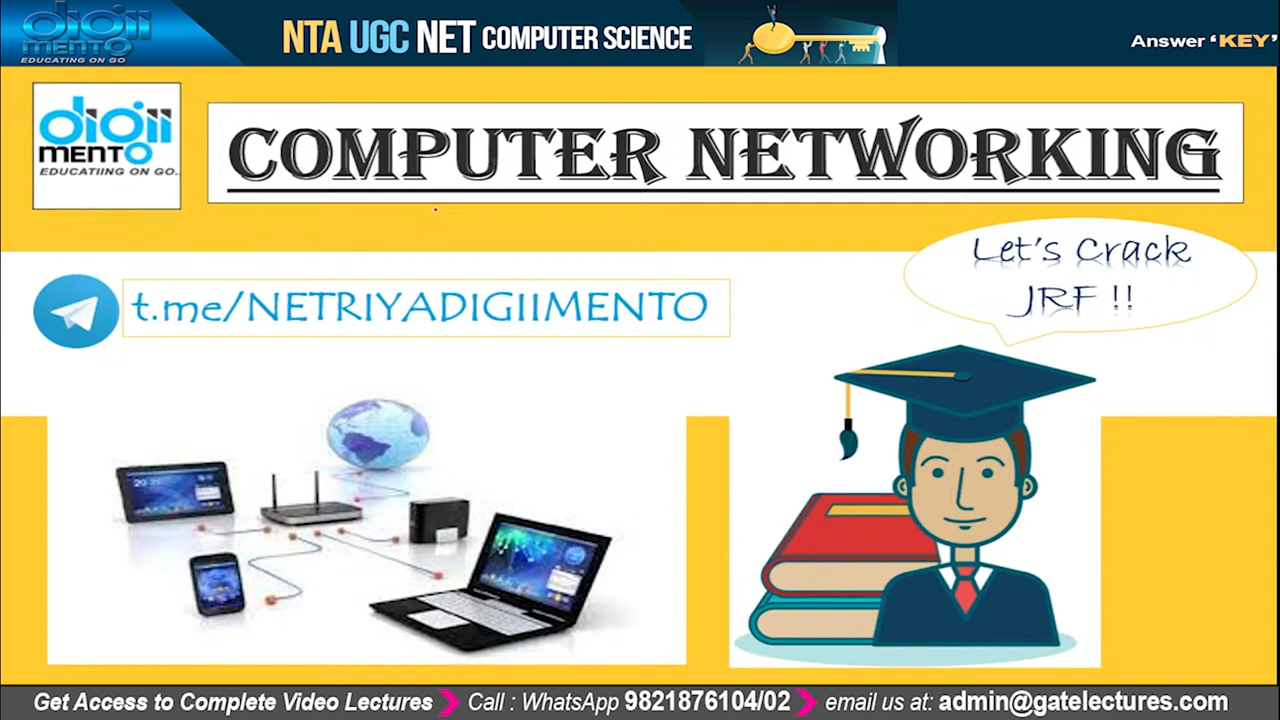 digii
MENTO
EDUCATING ON GO
NTA UGC NET COMPUTER SCIENCE
Answer ‘KEY’
digii
MENTO
EDUCATIING ON GO.
COMPUTER NETWORKING
Let's Crack
JRF !!
t.me/NETRIYADIGIIMENTO
Get Access to Complete Video Lectures Call : WhatsApp 9821876104/02 email us at: admin@gatelectures.com